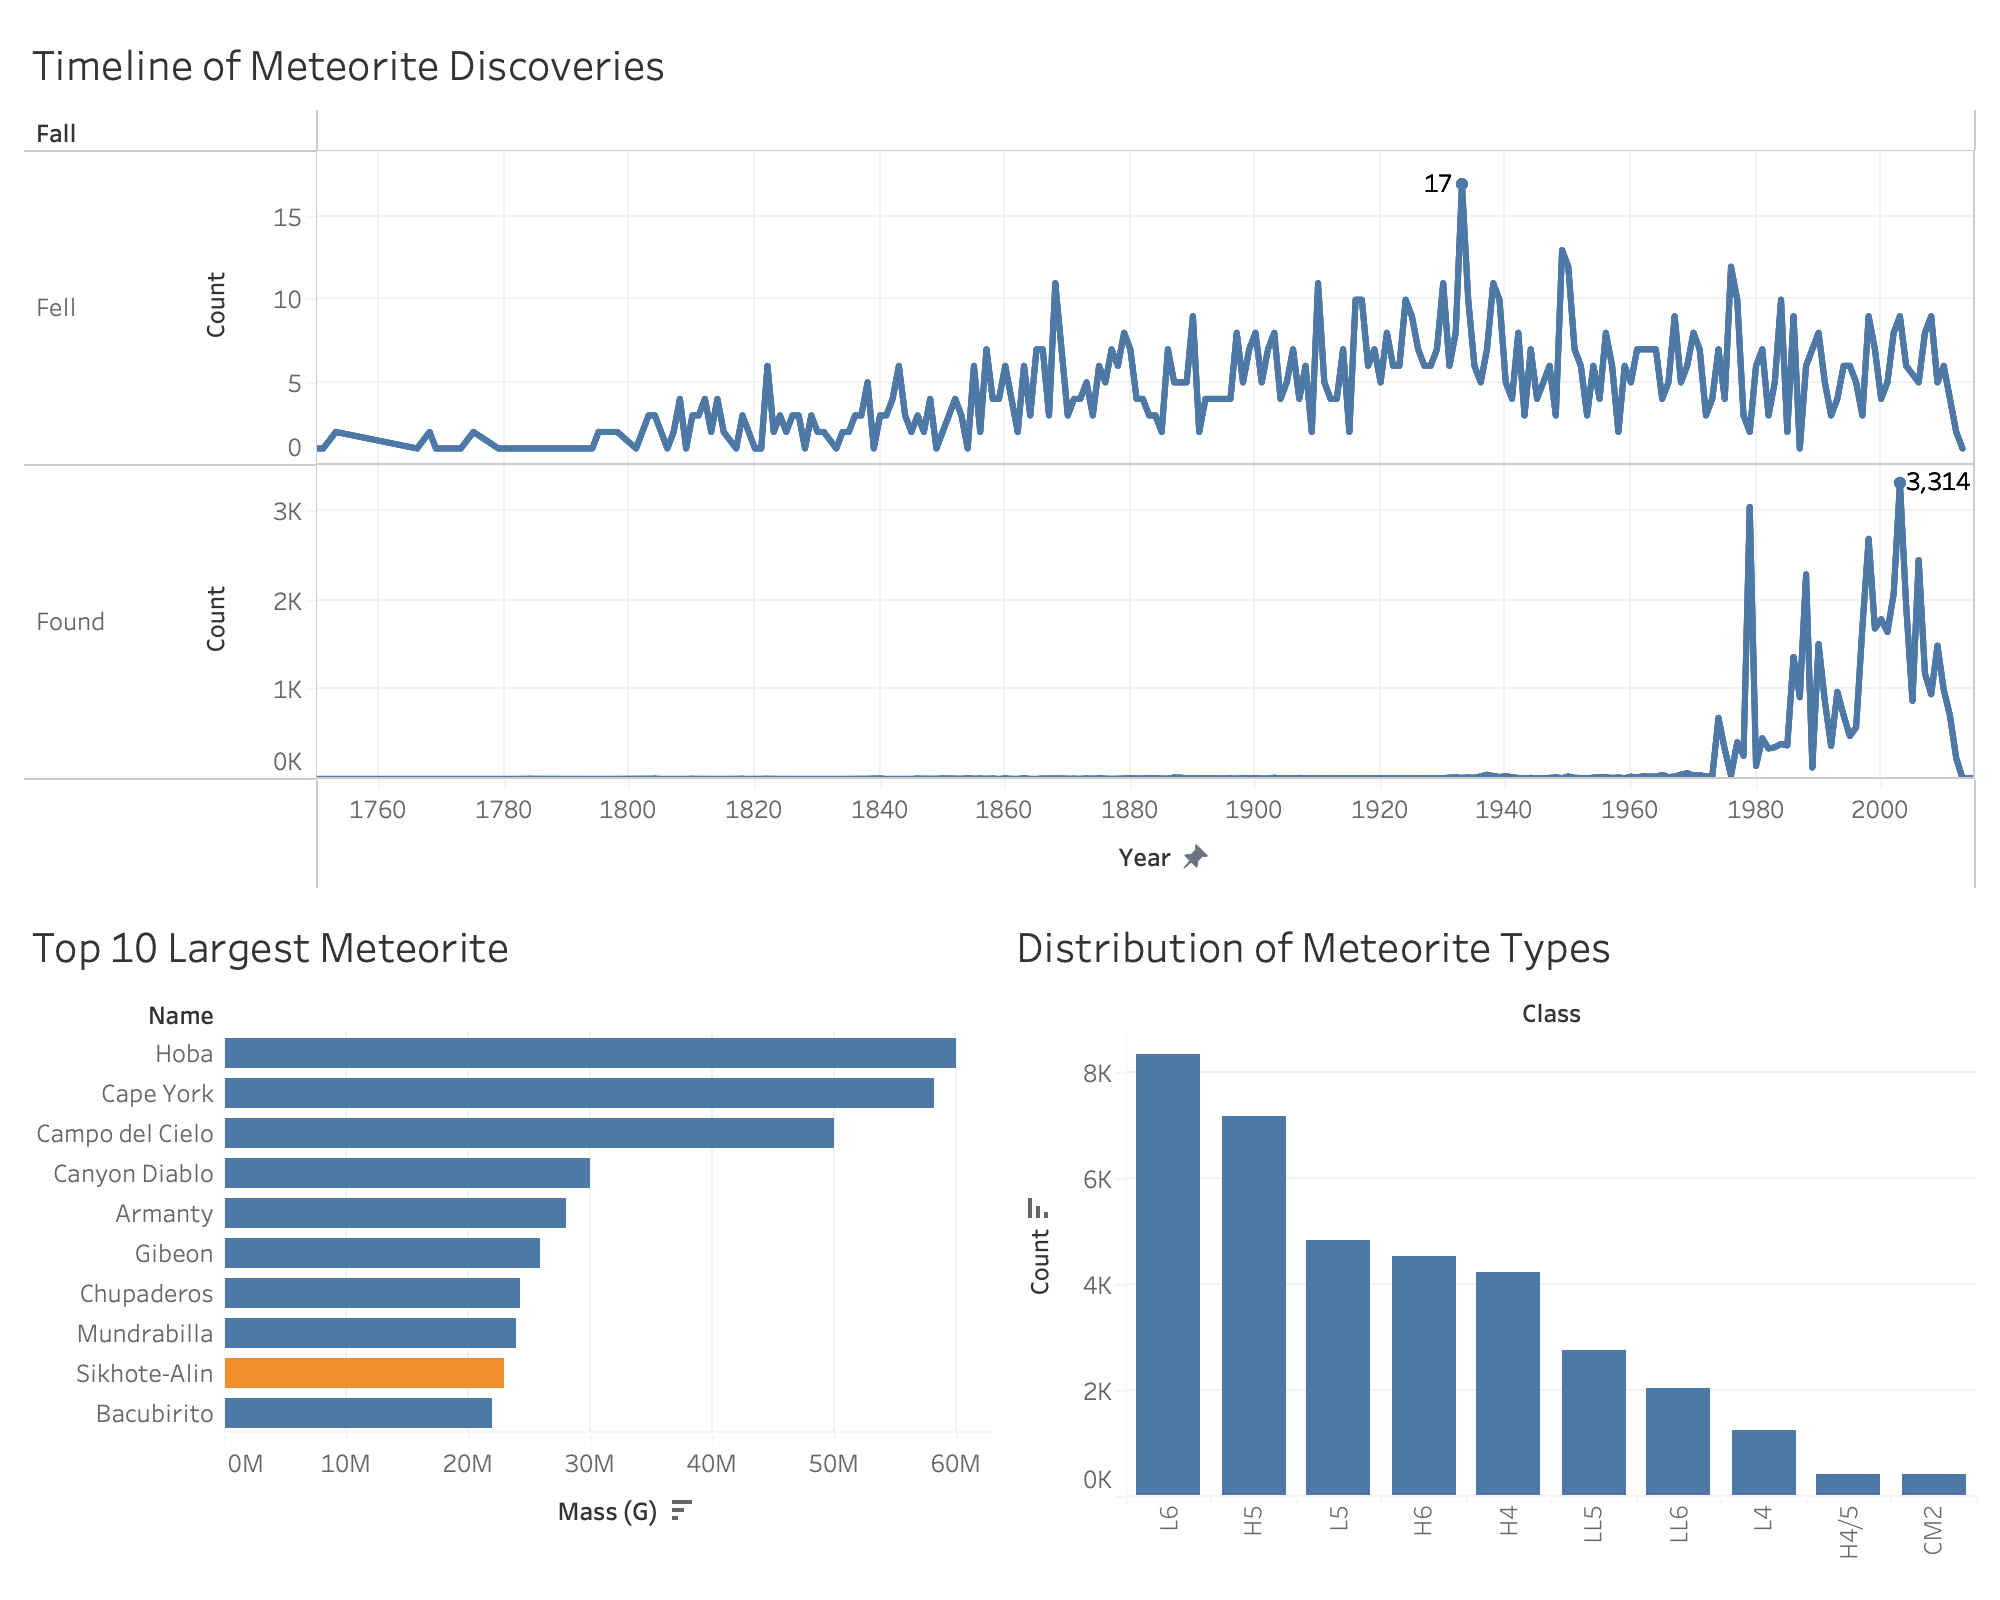 Timeline of Meteorite Discoveries
Fall
Fell
Count
15
10
5
0
17
Found
Count
3K
2K
1K
0K
3,314
1760 1780 1800 1820 1840 1860 1880 1900 1920 1940 1960 1980 2000
Year
Top 10 Largest Meteorite
Name
Hoba
Cape York
Campo del Cielo
Canyon Diablo
Armanty
Gibeon
Chupaderos
Mundrabilla
Sikhote-Alin
Bacubirito
0M 10M 20M 30M 40M 50M 60M
Mass (G)
Distribution of Meteorite Types
Class
Count
8K
6K
4K
2K
0K
L6 H5 L5 H6 H4 LL5 LL6 L4 H4/5 CM2